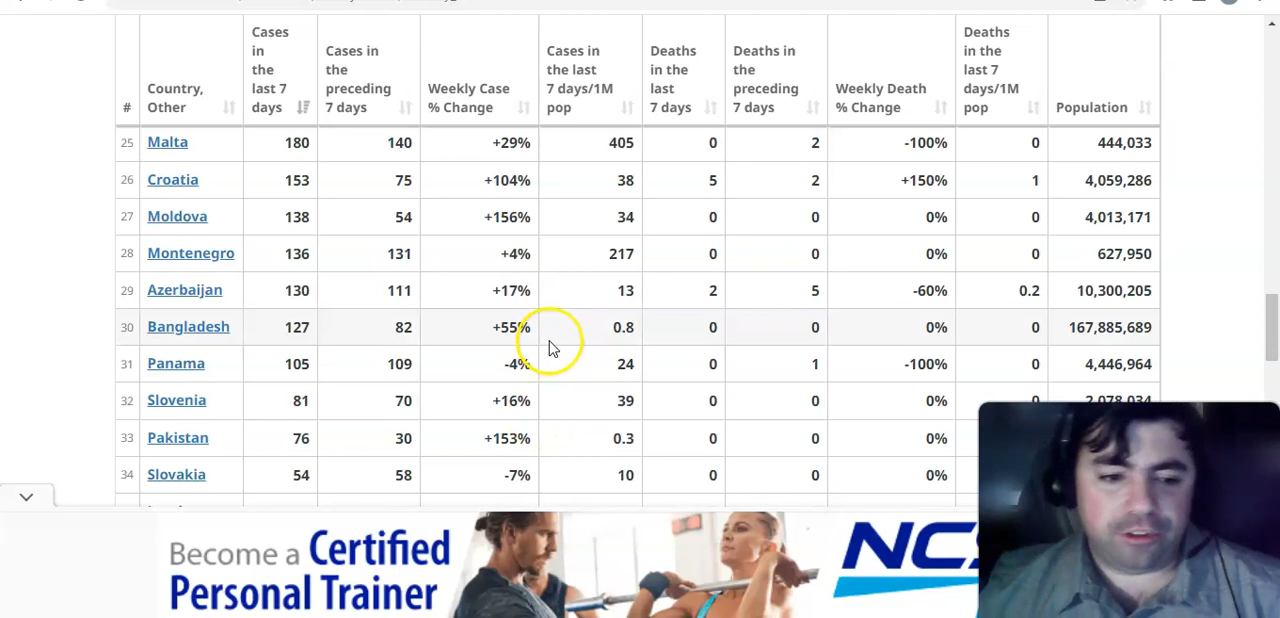 #
Country,
Other
Cases
in
the
last 7
days
Cases in
the
preceding
7 days
Weekly Case
% Change
Cases in
the last
7 days/1M
pop
Deaths
in the
last
7 days
Deaths in
the
preceding
7 days
Weekly Death
% Change
Deaths
in the
last 7
days/1M
pop
Population
25 Malta 180 140 +29% 405 0 2 -100% 0 444,033
26 Croatia 153 75 +104% 38 5 2 +150% 1 4,059,286
27 Moldova 138 54 +156% 34 0 0 0% 0 4,013,171
28 Montenegro 136 131 +4% 217 0 0 0% 0 627,950
29 Azerbaijan 130 111 +17% 13 2 5 -60% 0.2 10,300,205
30 Bangladesh 127 82 +55% 0.8 0 0 0% 0 167,885,689
31 Panama 105 109 -4% 24 0 1 -100% 0 4,446,964
32 Slovenia 81 70 +16% 39 0 0 0% 0 2,078,034
33 Pakistan 76 30 +153% 0.3 0 0 0%
34 Slovakia 54 58 -7% 10 0 0 0%
Become a Certified
Personal Trainer
NCS